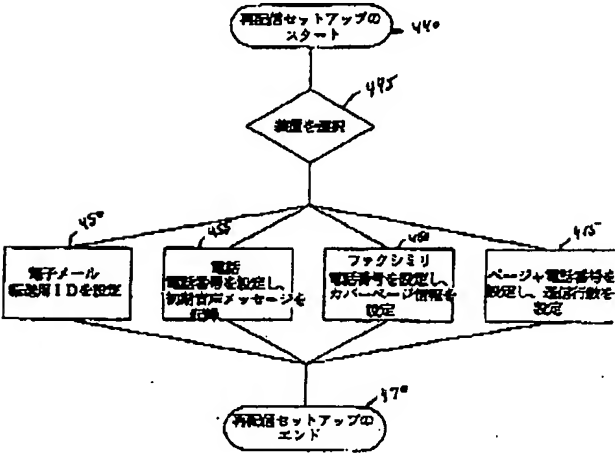 再配信セットアップの
スタート
440
445
装置を選択
450
電子メール
転送用IDを設定
455
電話
電話番号を設定し、
初期音声メッセージを
記録
460
ファクシミリ
電話番号を設定し、
カバーページ情報を
設定
ページャ電話番号を
設定し、送信行数を
設定
470
再配信セットアップの
エンド